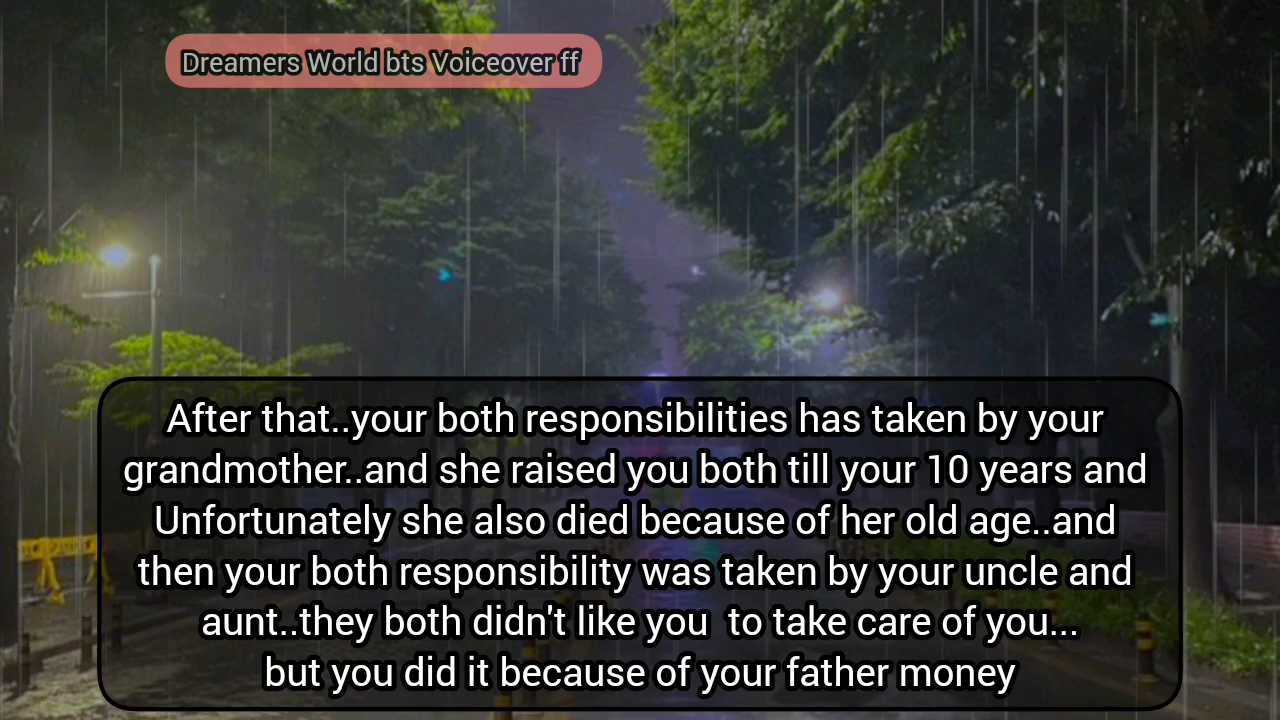 Dreamers World bts Voiceover ff
After that..your both responsibilities has taken by your
grandmother..and she raised you both till your 10 years and
Unfortunately she also died because of her old age..and
then your both responsibility was taken by your uncle and
aunt..they both didn't like you  to take care of you...
but you did it because of your father money